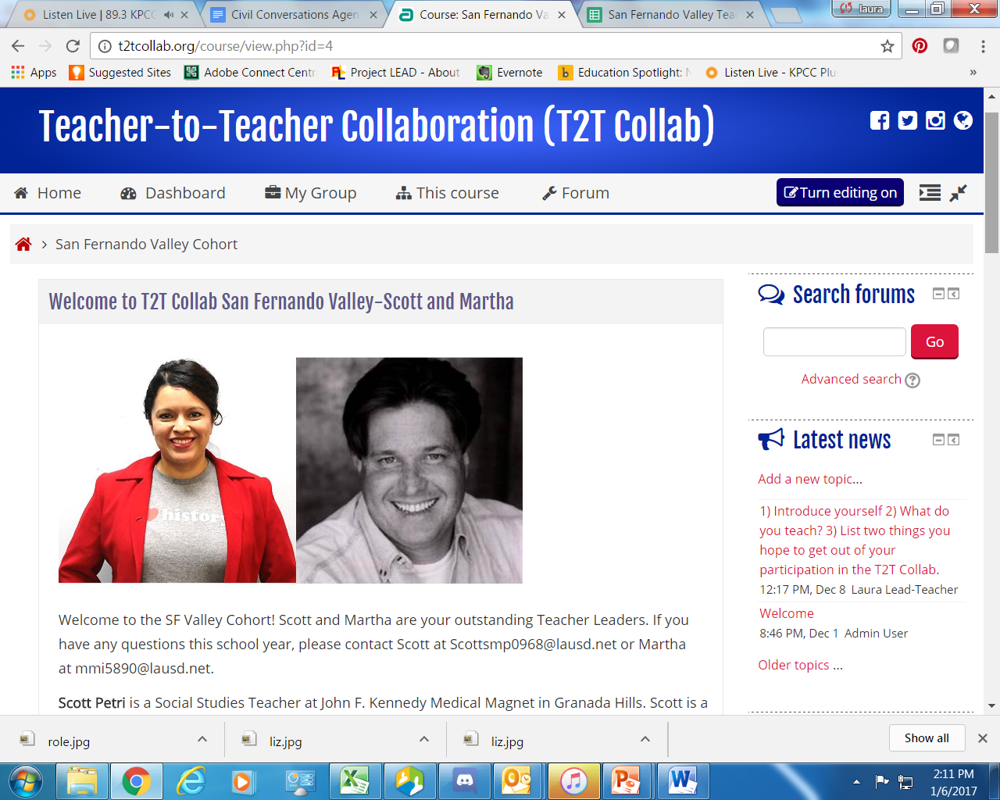 Listen Live | 89.3 KPCC
Civil Conversations Agen
Course: San Fernando Va
San Fernando Valley Tea
laura
t2tcollab.org/course/view.php?id=4
Apps
Suggested Sites
Adobe Connect Centr
Project LEAD - About
Evernote
Education Spotlight: N
Listen Live - KPCC Plu
»
Teacher-to-Teacher Collaboration (T2T Collab)
Home
Dashboard
My Group
This course
Forum
Turn editing on
San Fernando Valley Cohort
Welcome to T2T Collab San Fernando Valley-Scott and Martha
histor
Welcome to the SF Valley Cohort! Scott and Martha are your outstanding Teacher Leaders. If you
have any questions this school year, please contact Scott at Scottsmp0968@lausd.net or Martha
at mmi5890@lausd.net.
Scott Petri is a Social Studies Teacher at John F. Kennedy Medical Magnet in Granada Hills. Scott is a
Search forums
Go
Advanced search
Latest news
Add a new topic...
1) Introduce yourself 2) What do
you teach? 3) List two things you
hope to get out of your
participation in the T2T Collab.
12:17 PM, Dec 8 Laura Lead-Teacher
Welcome
8:46 PM, Dec 1 Admin User
Older topics ...
role.jpg
liz.jpg
liz.jpg
Show all
2:11 PM
1/6/2017